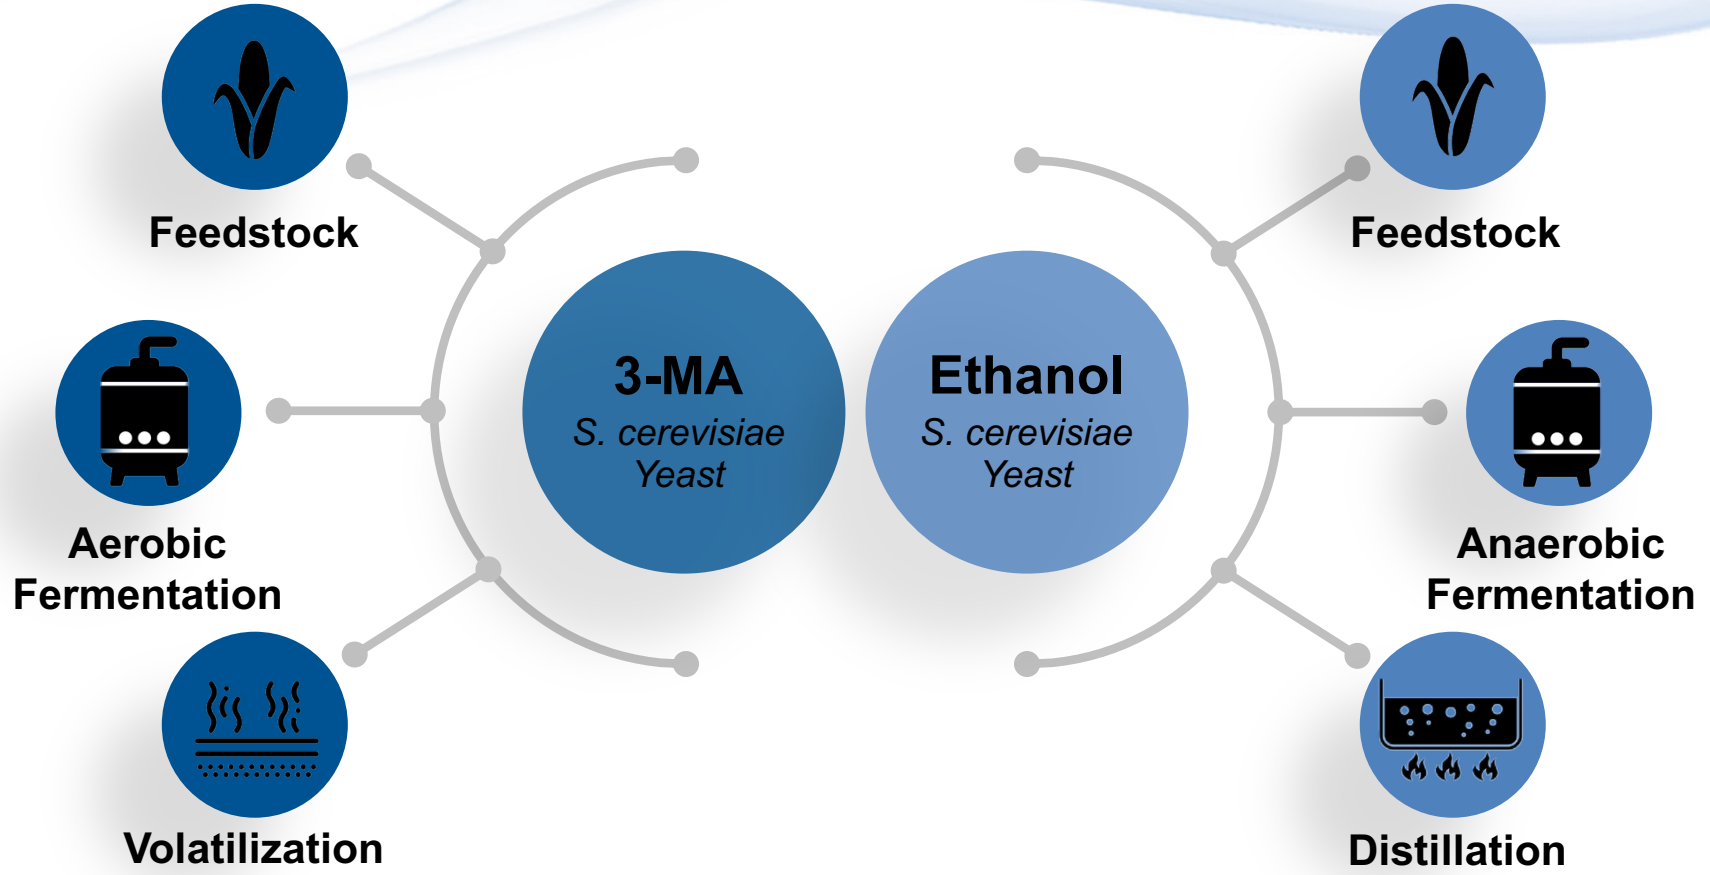 Feedstock
Aerobic
Fermentation
Volatilization
3-MA
S. cerevisiae
Yeast
Ethanol
S. cerevisiae
Yeast
Feedstock
Anaerobic
Fermentation
Distillation